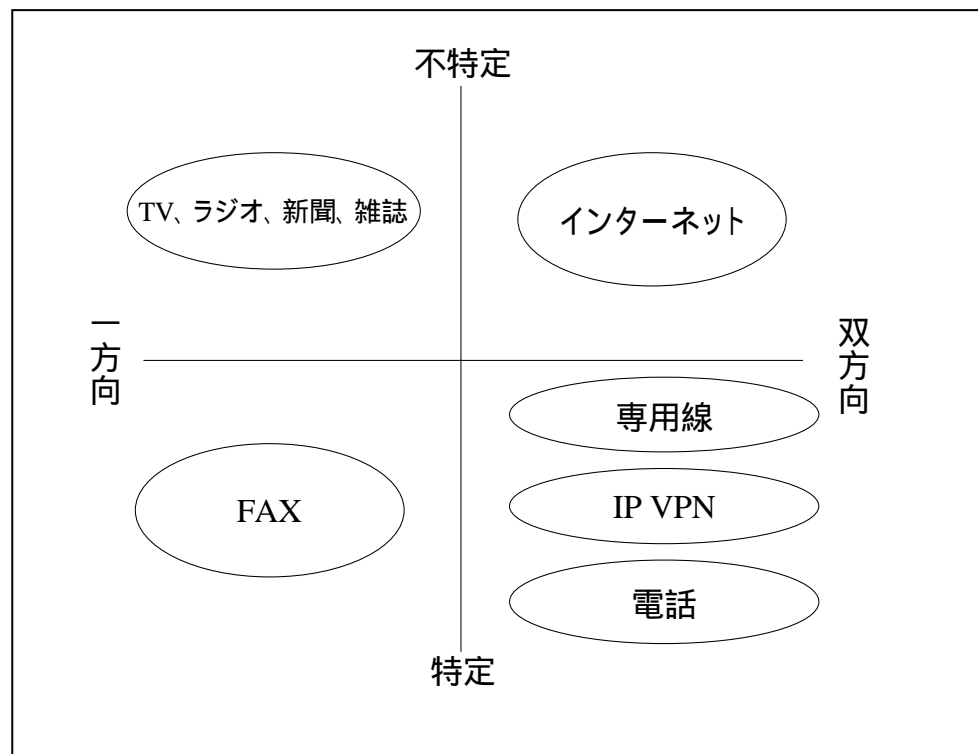 不特定
TV、ラジオ、新聞、雑誌
インターネット
一方向
双方向
専用線
FAX
IP VPN
電話
特定